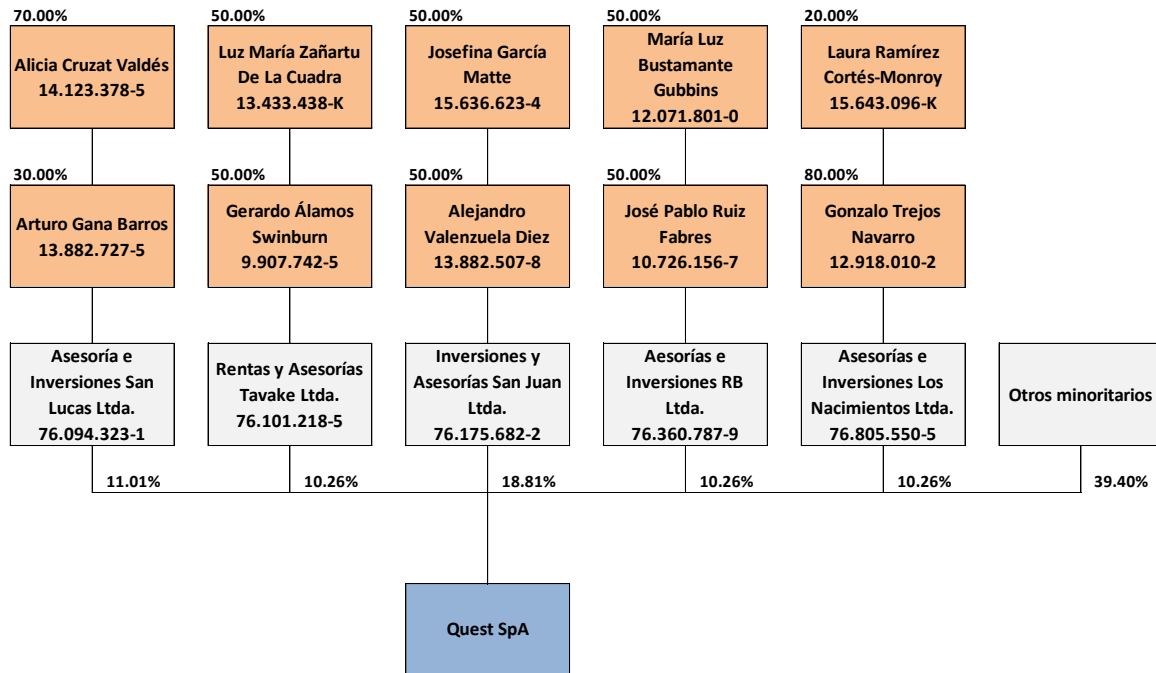 70.00%
Alicia Cruzat Valdés
14.123.378-5
50.00%
Luz María Zañartu
De La Cuadra
13.433.438-K
50.00%
Josefina García
Matte
15.636.623-4
50.00%
María Luz
Bustamante
Gubbins
12.071.801-0
20.00%
Laura Ramírez
Cortés-Monroy
15.643.096-K
30.00%
Arturo Gana Barros
13.882.727-5
50.00%
Gerardo Álamos
Swinburn
9.907.742-5
50.00%
Alejandro
Valenzuela Diez
13.882.507-8
50.00%
José Pablo Ruiz
Fabres
10.726.156-7
80.00%
Gonzalo Trejos
Navarro
12.918.010-2
Asesoría e
Inversiones San
Lucas Ltda.
76.094.323-1
Rentas y Asesorías
Tavake Ltda.
76.101.218-5
Inversiones y
Asesorías San Juan
Ltda.
76.175.682-2
Aesorías e
Inversiones RB
Ltda.
76.360.787-9
Asesorías e
Inversiones Los
Nacimientos Ltda.
76.805.550-5
Otros minoritarios
11.01%
10.26%
18.81%
10.26%
10.26%
39.40%
Quest SpA